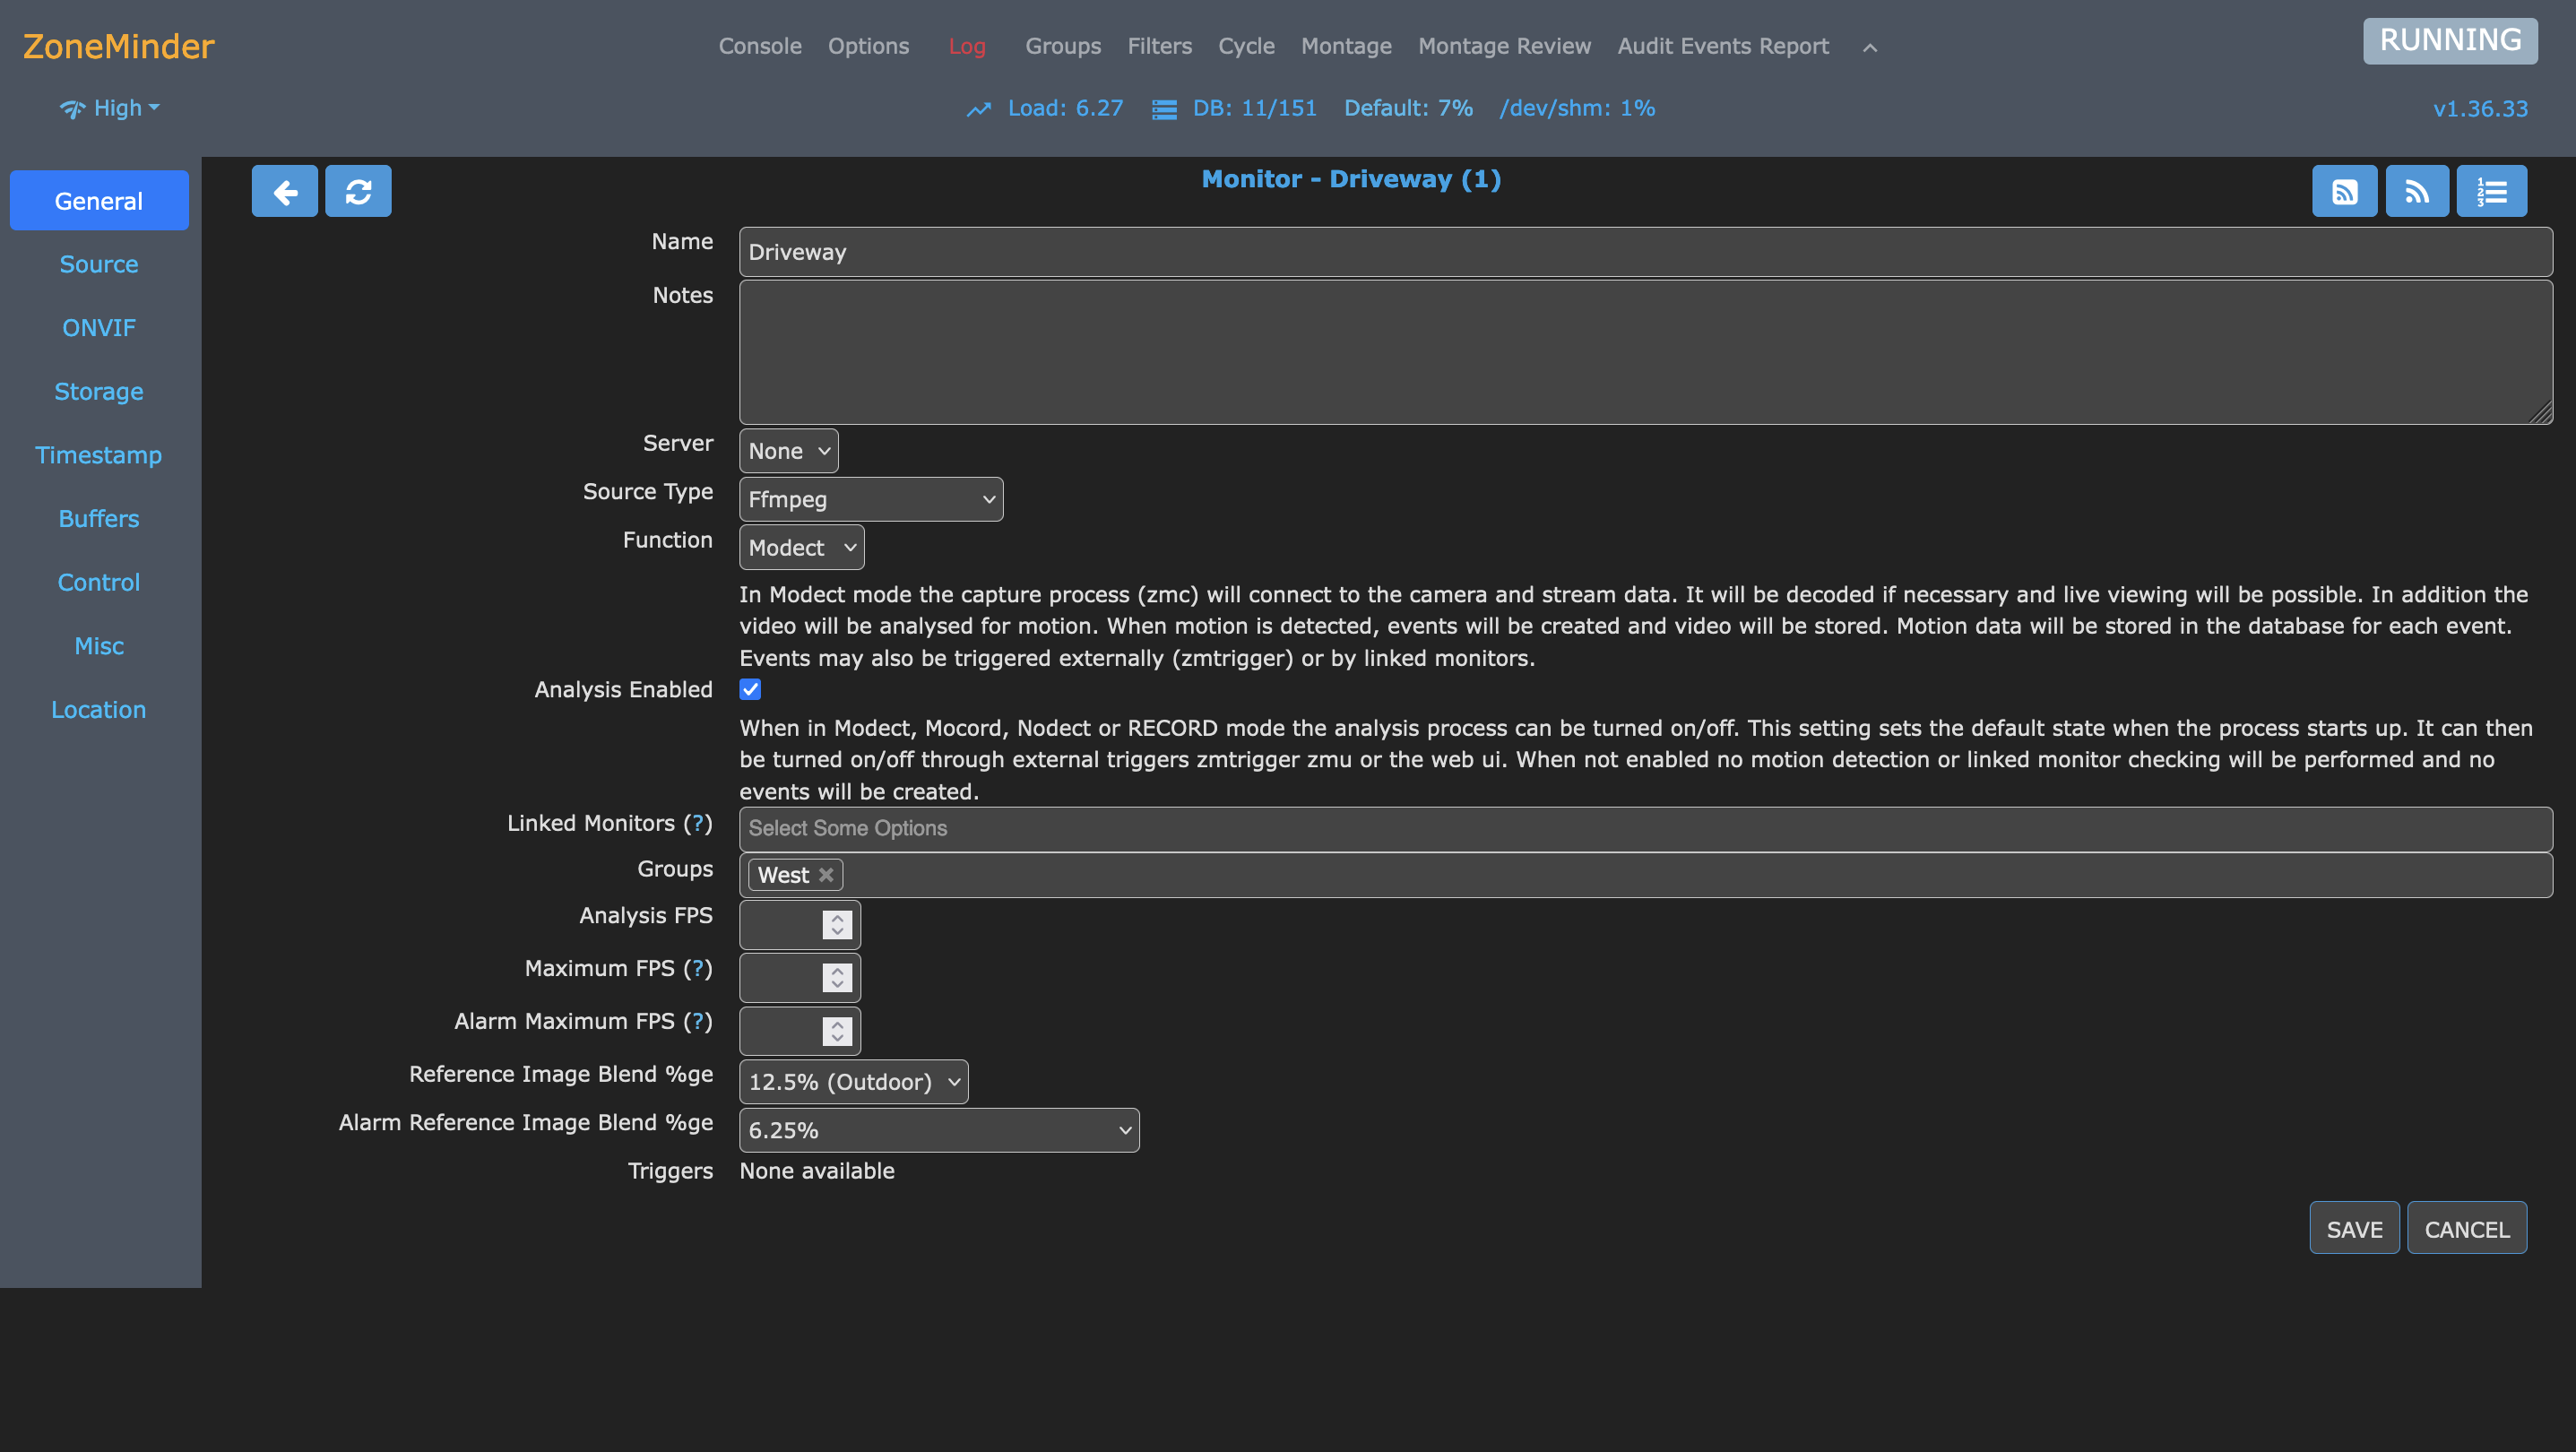 ZoneMinder
Console Options Log Groups Filters Cycle Montage Montage Review Audit Events Report
RUNNING
High
Load: 6.27 DB: 11/151 Default: 7% /dev/shm: 1%
v1.36.33
General
Source
ONVIF
Storage
Timestamp
Buffers
Control
Misc
Location
Monitor - Driveway (1)
Name Driveway
Notes
Server None
Source Type Ffmpeg
Function Modect
In Modect mode the capture process (zmc) will connect to the camera and stream data. It will be decoded if necessary and live viewing will be possible. In addition the
video will be analysed for motion. When motion is detected, events will be created and video will be stored. Motion data will be stored in the database for each event.
Events may also be triggered externally (zmtrigger) or by linked monitors.
Analysis Enabled
When in Modect, Mocord, Nodect or RECORD mode the analysis process can be turned on/off. This setting sets the default state when the process starts up. It can then
be turned on/off through external triggers zmtrigger zmu or the web ui. When not enabled no motion detection or linked monitor checking will be performed and no
events will be created.
Linked Monitors (?) Select Some Options
Groups West
Analysis FPS
Maximum FPS (?)
Alarm Maximum FPS (?)
Reference Image Blend %ge 12.5% (Outdoor)
Alarm Reference Image Blend %ge 6.25%
Triggers None available
SAVE CANCEL